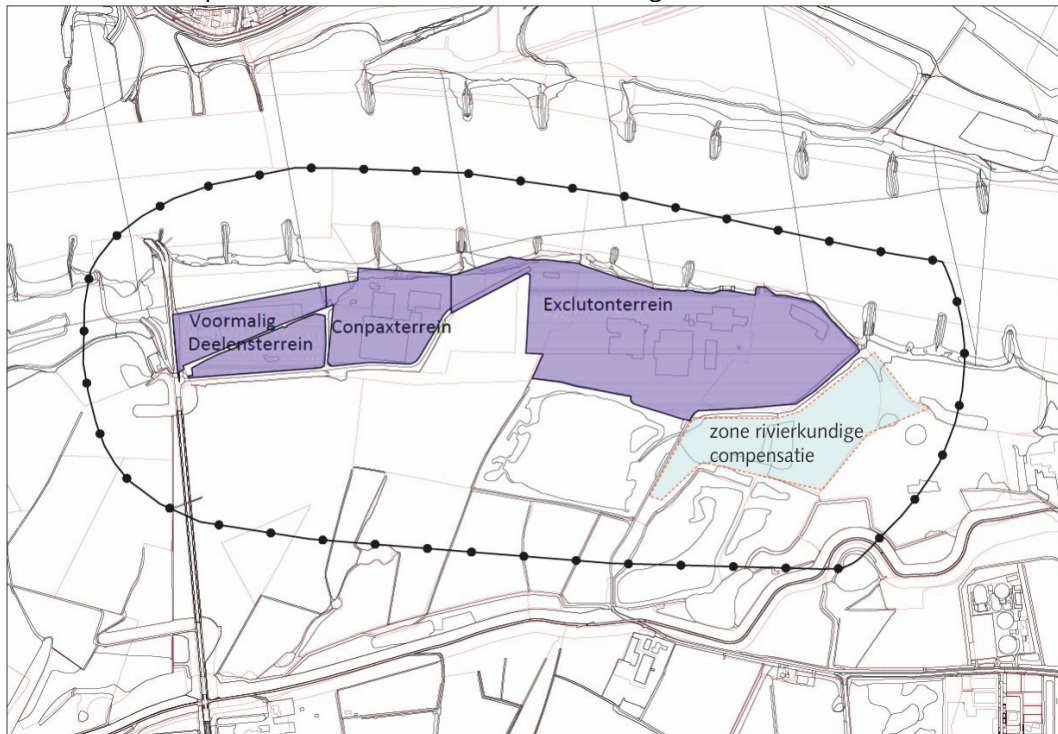 Exclutonterrein
Voormalig
Deelensterrein
Conpaxterrein
zone rivierkundige
compensatie